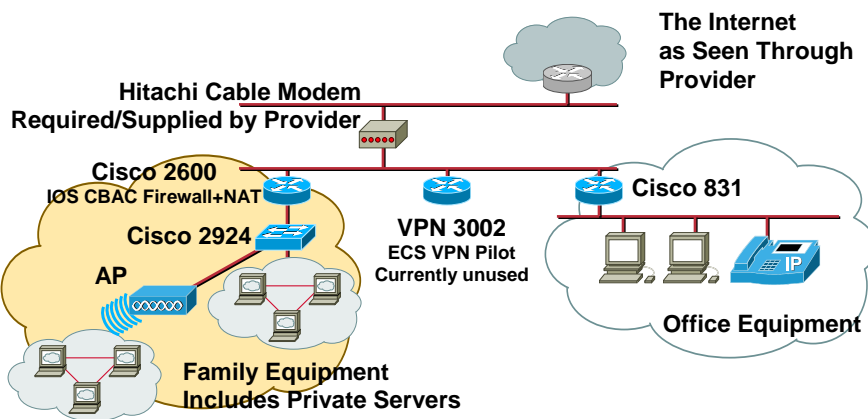 The Internet
as Seen Through
Provider
Hitachi Cable Modem
Required/Supplied by Provider
Cisco 2600
IOS CBAC Firewall+NAT
Cisco 2924
AP
VPN 3002
ECS VPN Pilot
Currently unused
Cisco 831
IP
Office Equipment
Family Equipment
Includes Private Servers